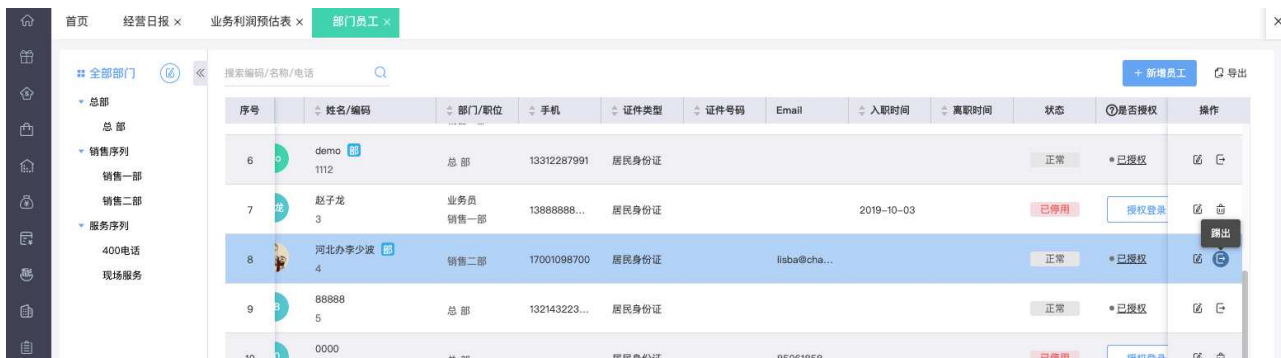 首页 经营日报 × 业务利润预估表 × 部门员工 ×
全部部门
总部
总 部
销售序列
销售一部
销售二部
服务序列
400电话
现场服务
搜索编码/名称/电话
+ 新增员工 导出
序号 姓名/编码 部门/职位 手机 证件类型 证件号码 Email 入职时间 离职时间 状态 是否授权 操作
6 demo 部 总 部 13312287991 居民身份证 正常 已授权
1112
7 龙 赵子龙 业务员 13888888... 居民身份证 2019-10-03 已停用 授权登录
3 销售一部
踢出
8 河北办李少波 部 销售二部 17001098700 居民身份证 lisba@cha... 正常 已授权
4
9 88888 总 部 132143223... 居民身份证 正常 已授权
5
0000